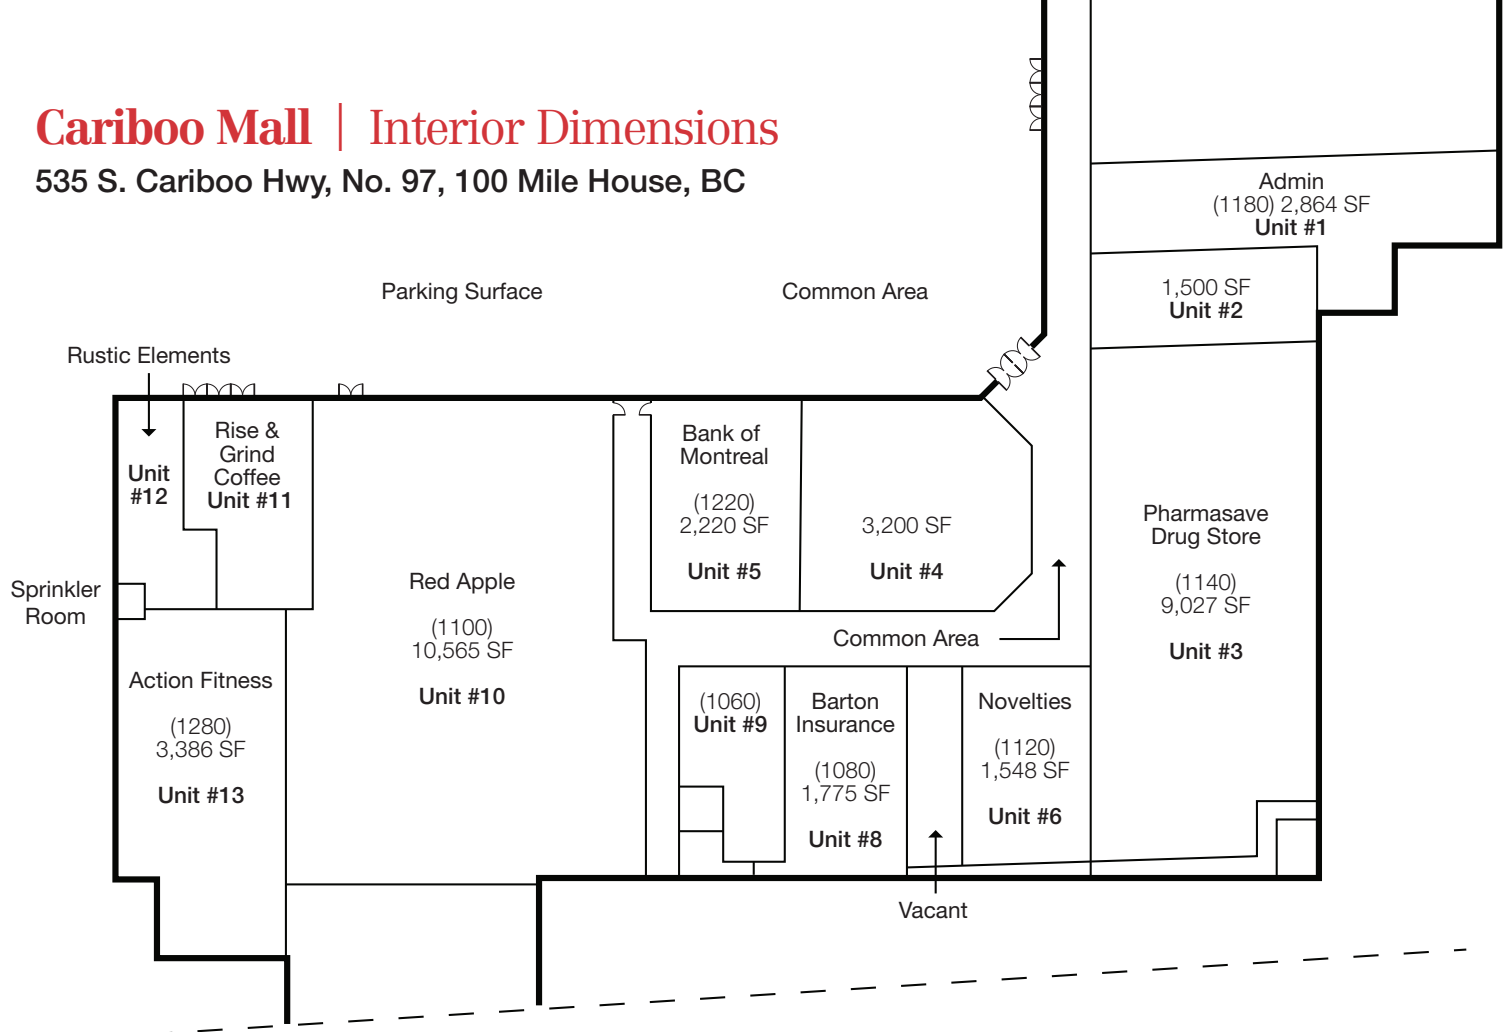 Cariboo Mall | Interior Dimensions
535 S. Cariboo Hwy, No. 97, 100 Mile House, BC
Admin
(1180) 2,864 SF
Unit #1
Parking Surface
Common Area
1,500 SF
Unit #2
Rustic Elements
Unit
#12
Rise &
Grind
Coffee
Unit #11
Bank of
Montreal
(1220)
2,220 SF
Unit #5
3,200 SF
Unit #4
Pharmasave
Drug Store
(1140)
9,027 SF
Unit #3
Sprinkler
Room
Red Apple
(1100)
10,565 SF
Unit #10
Common Area
Action Fitness
(1280)
3,386 SF
Unit #13
(1060)
Unit #9
Barton
Insurance
(1080)
1,775 SF
Unit #8
Novelties
(1120)
1,548 SF
Unit #6
Vacant